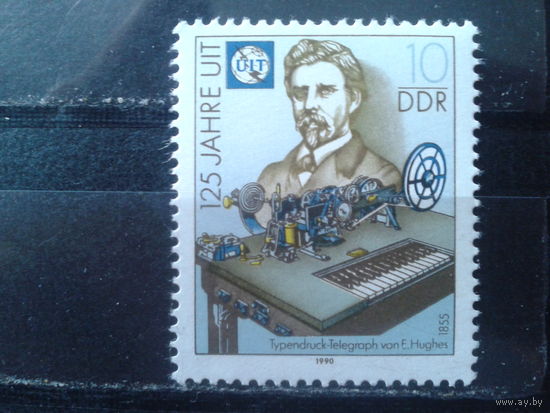 125 JAHRE UIT
UIT
10
DDR
Typendruck-Telegraph von E. Hughes
1855
1990
© www.ay.by